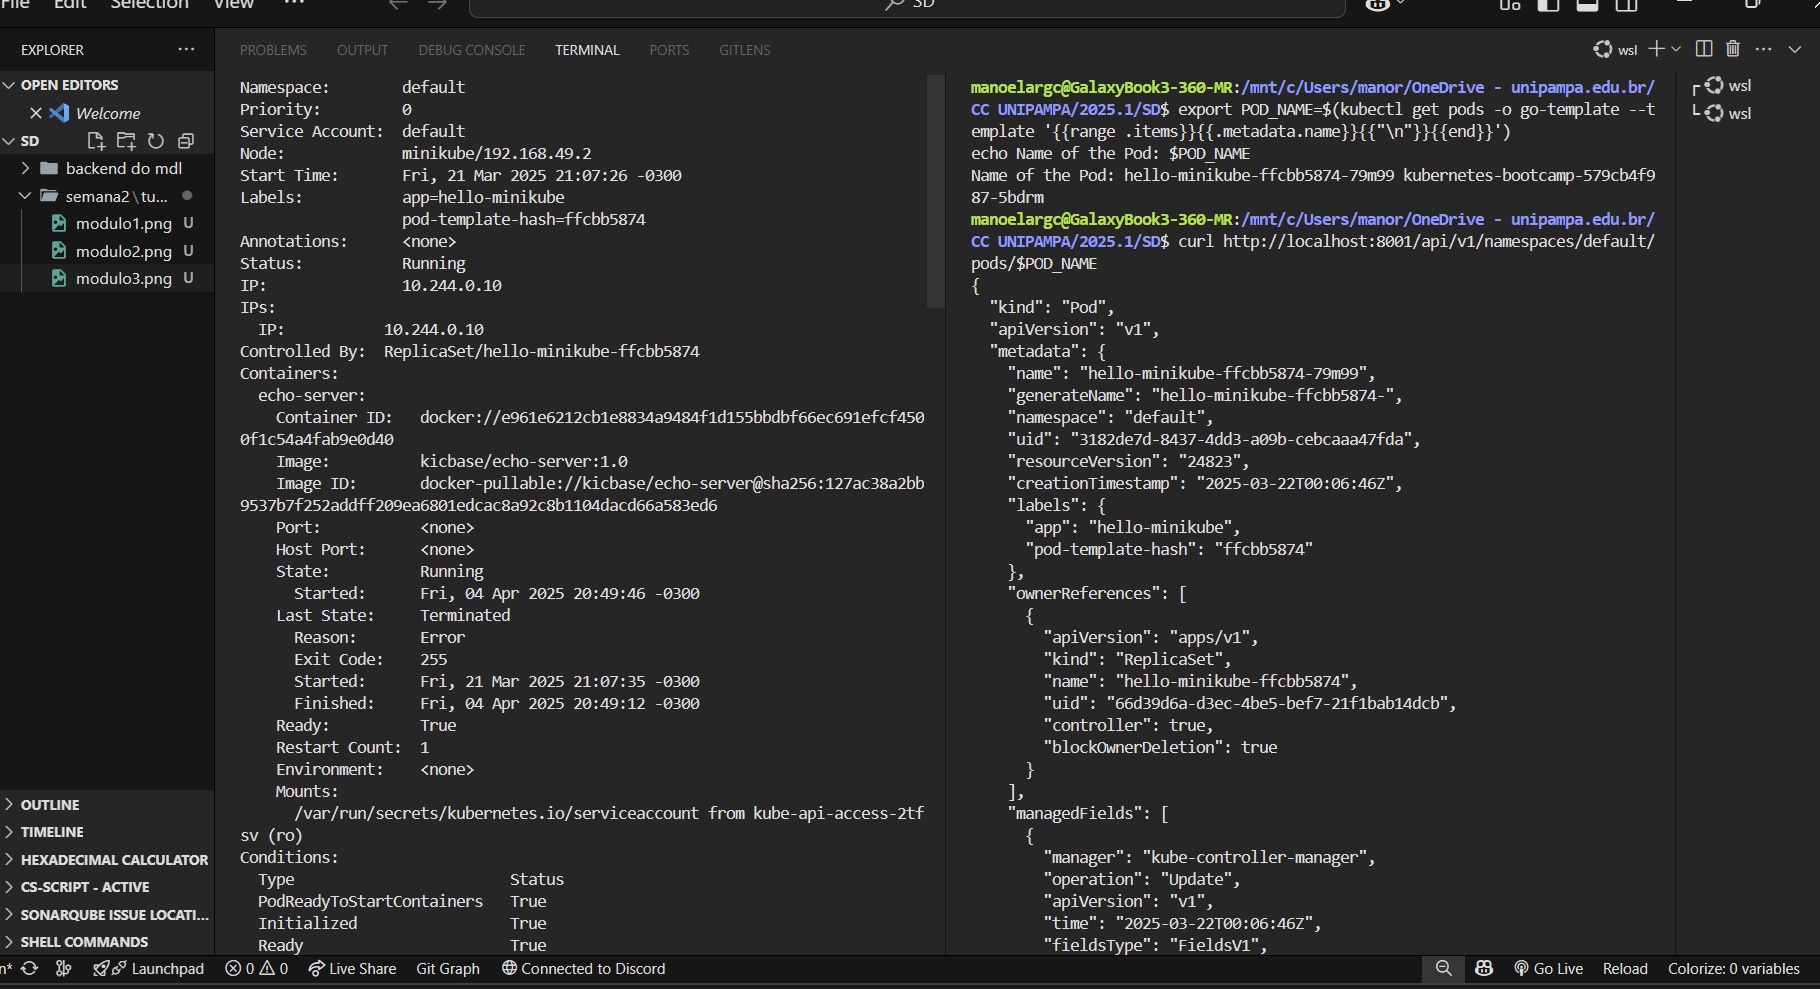 File Edit Selection View ··· SD
EXPLORER ···
OPEN EDITORS
Welcome
SD
backend do mdl
semana2\tu...
modulo1.png U
modulo2.png U
modulo3.png U
OUTLINE
TIMELINE
HEXADECIMAL CALCULATOR
CS-SCRIPT - ACTIVE
SONARQUBE ISSUE LOCATI...
SHELL COMMANDS
PROBLEMS OUTPUT DEBUG CONSOLE TERMINAL PORTS GITLENS
wsl
Namespace: default
Priority: 0
Service Account: default
Node: minikube/192.168.49.2
Start Time: Fri, 21 Mar 2025 21:07:26 -0300
Labels: app=hello-minikube
pod-template-hash=ffcbb5874
Annotations: <none>
Status: Running
IP: 10.244.0.10
IPs:
IP: 10.244.0.10
Controlled By: ReplicaSet/hello-minikube-ffcbb5874
Containers:
echo-server:
Container ID: docker://e961e6212cb1e8834a9484f1d155bbdbf66ec691efcf450
0f1c54a4fab9e0d40
Image: kicbase/echo-server:1.0
Image ID: docker-pullable://kicbase/echo-server@sha256:127ac38a2bb
9537b7f252addff209ea6801edcac8a92c8b1104dacd66a583ed6
Port: <none>
Host Port: <none>
State: Running
Started: Fri, 04 Apr 2025 20:49:46 -0300
Last State: Terminated
Reason: Error
Exit Code: 255
Started: Fri, 21 Mar 2025 21:07:35 -0300
Finished: Fri, 04 Apr 2025 20:49:12 -0300
Ready: True
Restart Count: 1
Environment: <none>
Mounts:
/var/run/secrets/kubernetes.io/serviceaccount from kube-api-access-2tf
sv (ro)
Conditions:
Type Status
PodReadyToStartContainers True
Initialized True
Ready True
manoelargc@GalaxyBook3-360-MR:/mnt/c/Users/manor/OneDrive - unipampa.edu.br/
CC UNIPAMPA/2025.1/SD$ export POD_NAME=$(kubectl get pods -o go-template --t
emplate '{{range .items}}{{.metadata.name}}{{"\n"}}{{end}}')
echo Name of the Pod: $POD_NAME
Name of the Pod: hello-minikube-ffcbb5874-79m99 kubernetes-bootcamp-579cb4f9
87-5bdrm
manoelargc@GalaxyBook3-360-MR:/mnt/c/Users/manor/OneDrive - unipampa.edu.br/
CC UNIPAMPA/2025.1/SD$ curl http://localhost:8001/api/v1/namespaces/default/
pods/$POD_NAME
{
"kind": "Pod",
"apiVersion": "v1",
"metadata": {
"name": "hello-minikube-ffcbb5874-79m99",
"generateName": "hello-minikube-ffcbb5874-",
"namespace": "default",
"uid": "3182de7d-8437-4dd3-a09b-cebcaaa47fda",
"resourceVersion": "24823",
"creationTimestamp": "2025-03-22T00:06:46Z",
"labels": {
"app": "hello-minikube",
"pod-template-hash": "ffcbb5874"
},
"ownerReferences": [
{
"apiVersion": "apps/v1",
"kind": "ReplicaSet",
"name": "hello-minikube-ffcbb5874",
"uid": "66d39d6a-d3ec-4be5-bef7-21f1bab14dcb",
"controller": true,
"blockOwnerDeletion": true
}
],
"managedFields": [
{
"manager": "kube-controller-manager",
"operation": "Update",
"apiVersion": "v1",
"time": "2025-03-22T00:06:46Z",
"fieldsType": "FieldsV1",
wsl
wsl
n* Launchpad 0 0 Live Share Git Graph Connected to Discord Go Live Reload Colorize: 0 variables